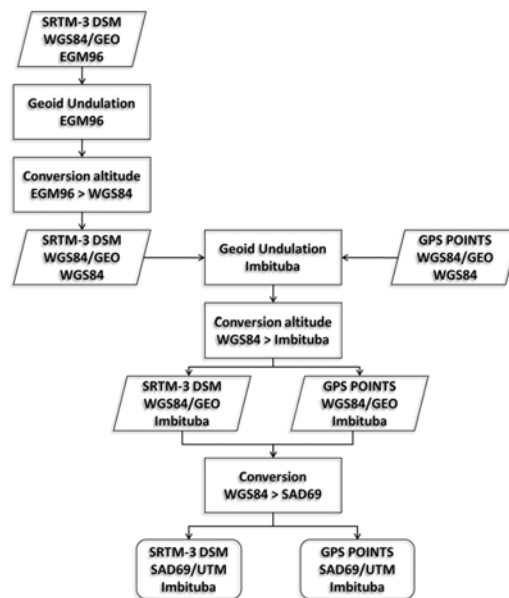 SRTM-3 DSM
WGS84/GEO
EGM96
Geoid Undulation
EGM96
Conversion altitude
EGM96 > WGS84
SRTM-3 DSM
WGS84/GEO
WGS84
Geoid Undulation
Imbituba
GPS POINTS
WGS84/GEO
WGS84
Conversion altitude
WGS84 > Imbituba
SRTM-3 DSM
WGS84/GEO
Imbituba
GPS POINTS
WGS84/GEO
Imbituba
Conversion
WGS84 > SAD69
SRTM-3 DSM
SAD69/UTM
Imbituba
GPS POINTS
SAD69/UTM
Imbituba